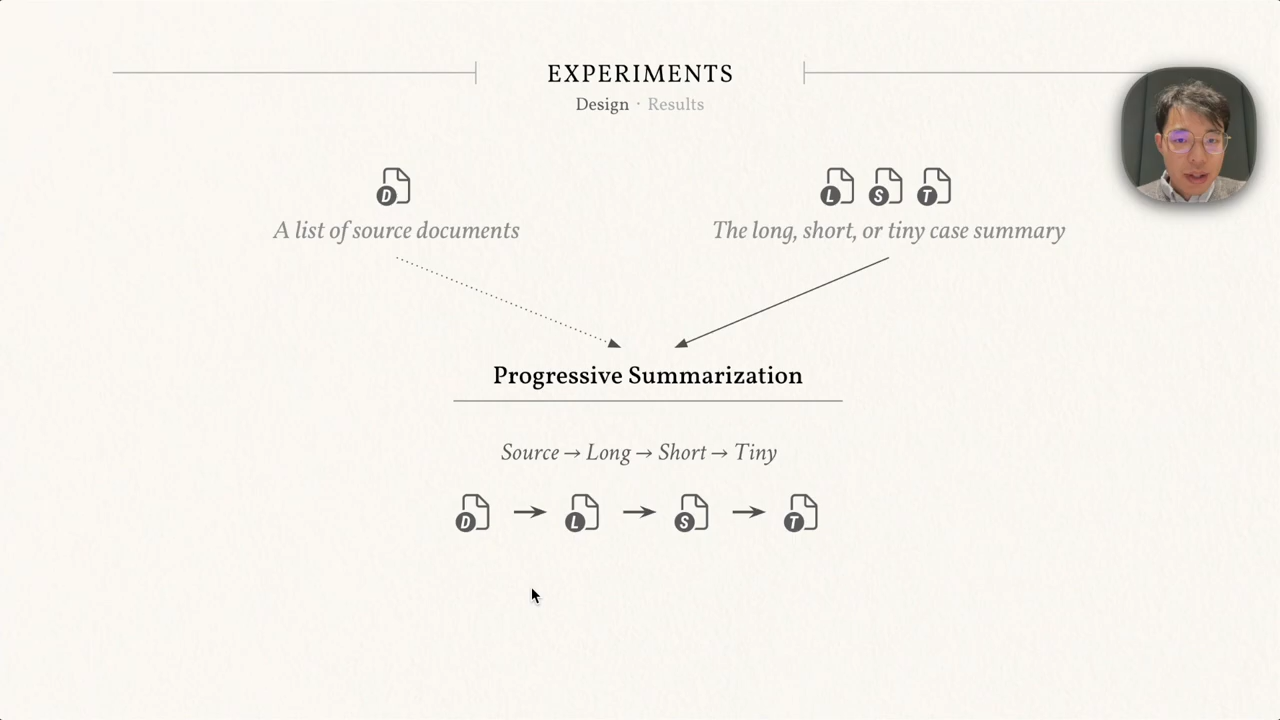 EXPERIMENTS
Design · Results
D
L S T
A list of source documents
The long, short, or tiny case summary
Progressive Summarization
Source → Long → Short → Tiny
D → L → S → T